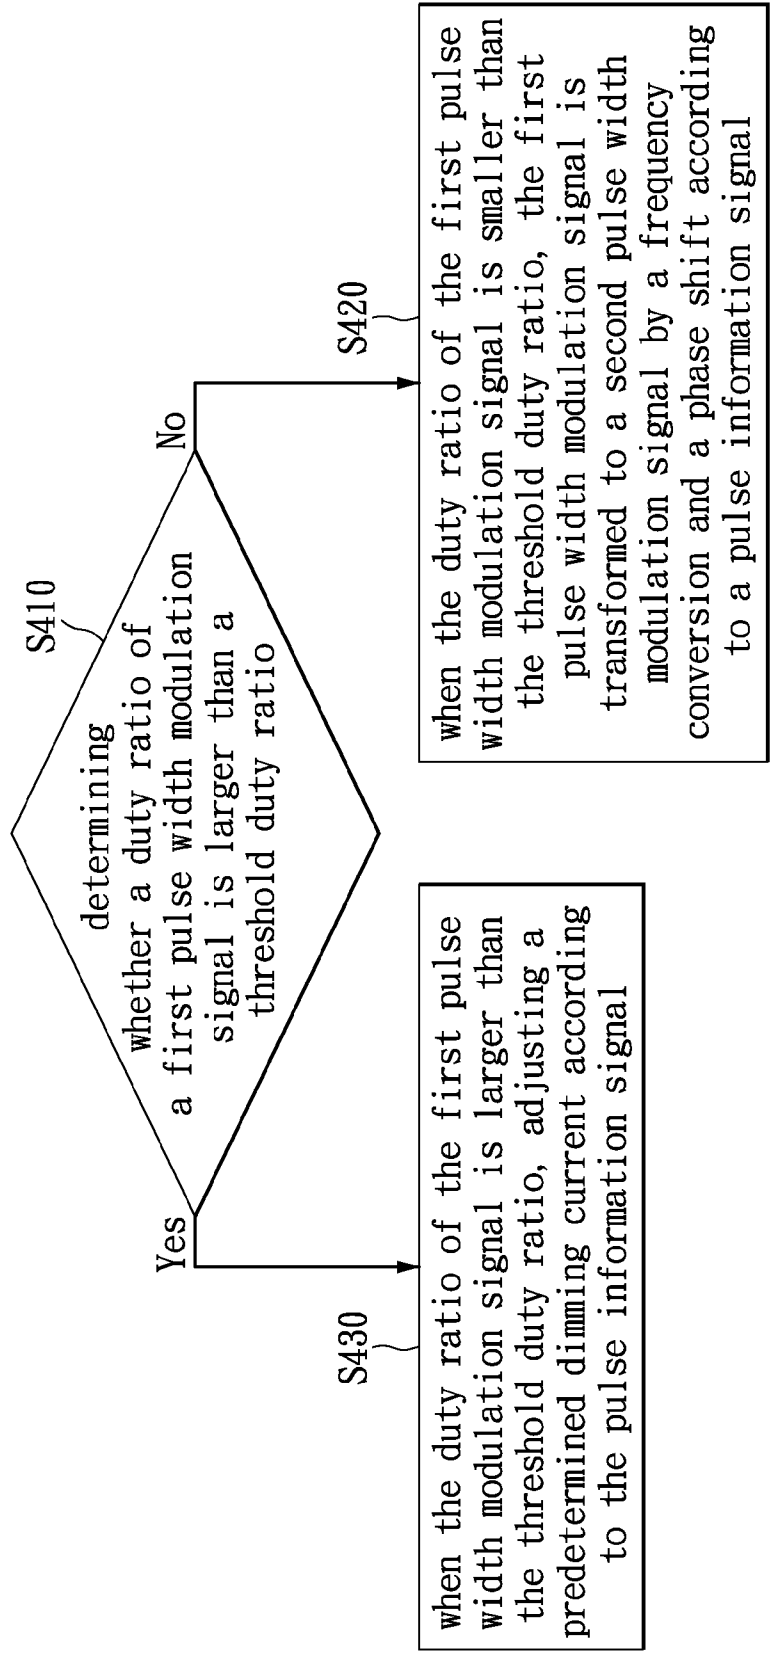 S410
determining
whether a duty ratio of
a first pulse width modulation
signal is larger than a
threshold duty ratio
Yes
No
S430
when the duty ratio of the first pulse
width modulation signal is larger than
the threshold duty ratio, adjusting a
predetermined dimming current according
to the pulse information signal
S420
when the duty ratio of the first pulse
width modulation signal is smaller than
the threshold duty ratio, the first
pulse width modulation signal is
transformed to a second pulse width
modulation signal by a frequency
conversion and a phase shift according
to a pulse information signal